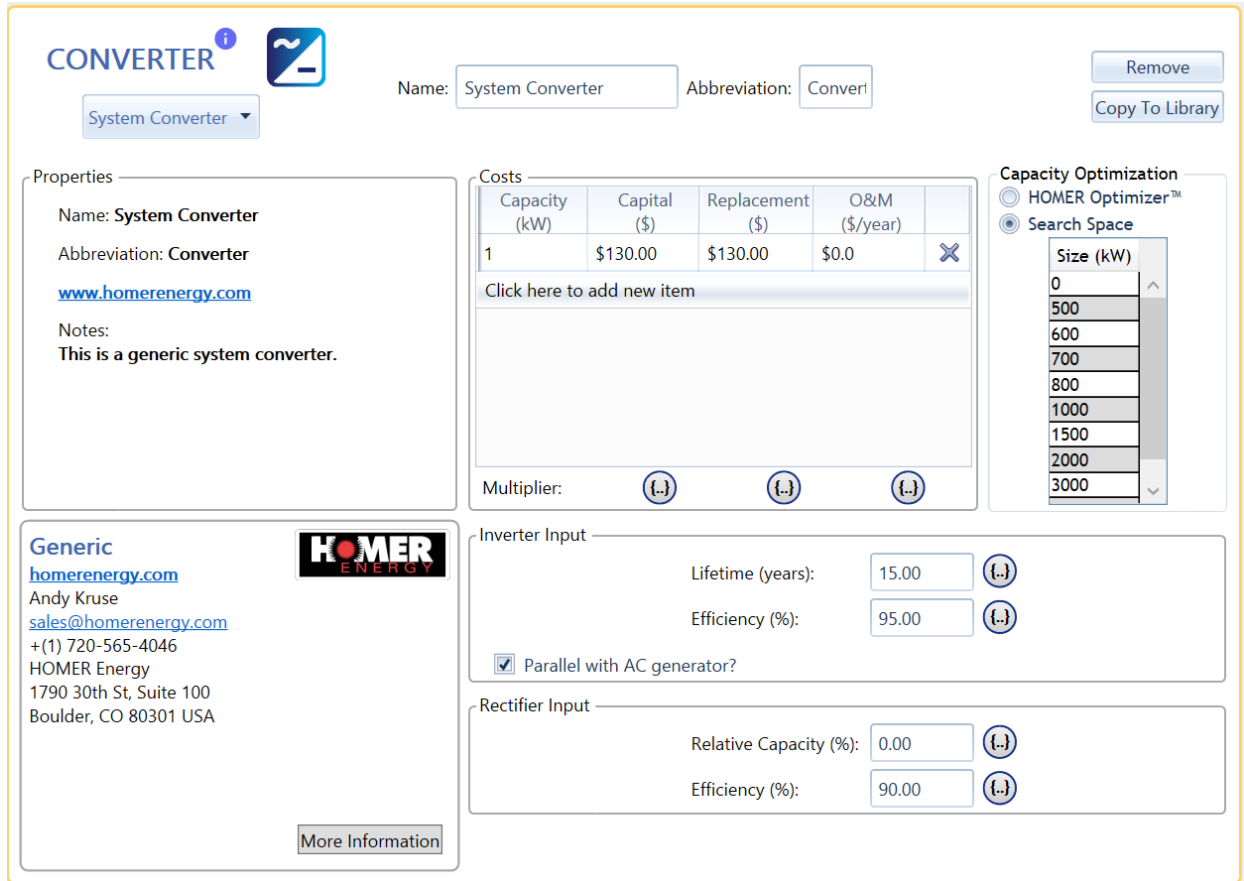 CONVERTER
i
System Converter
Name: System Converter
Abbreviation: Convert
Remove
Copy To Library
Properties
Name: System Converter
Abbreviation: Converter
www.homerenergy.com
Notes:
This is a generic system converter.
Costs
Capacity (kW) Capital ($) Replacement ($) O&M ($/year)
1 $130.00 $130.00 $0.0
Click here to add new item
Multiplier: {..} {..} {..}
Capacity Optimization
HOMER Optimizer™
Search Space
Size (kW)
0
500
600
700
800
1000
1500
2000
3000
Generic
HOMER
ENERGY
homerenergy.com
Andy Kruse
sales@homerenergy.com
+(1) 720-565-4046
HOMER Energy
1790 30th St, Suite 100
Boulder, CO 80301 USA
More Information
Inverter Input
Lifetime (years): 15.00 {..}
Efficiency (%): 95.00 {..}
Parallel with AC generator?
Rectifier Input
Relative Capacity (%): 0.00 {..}
Efficiency (%): 90.00 {..}